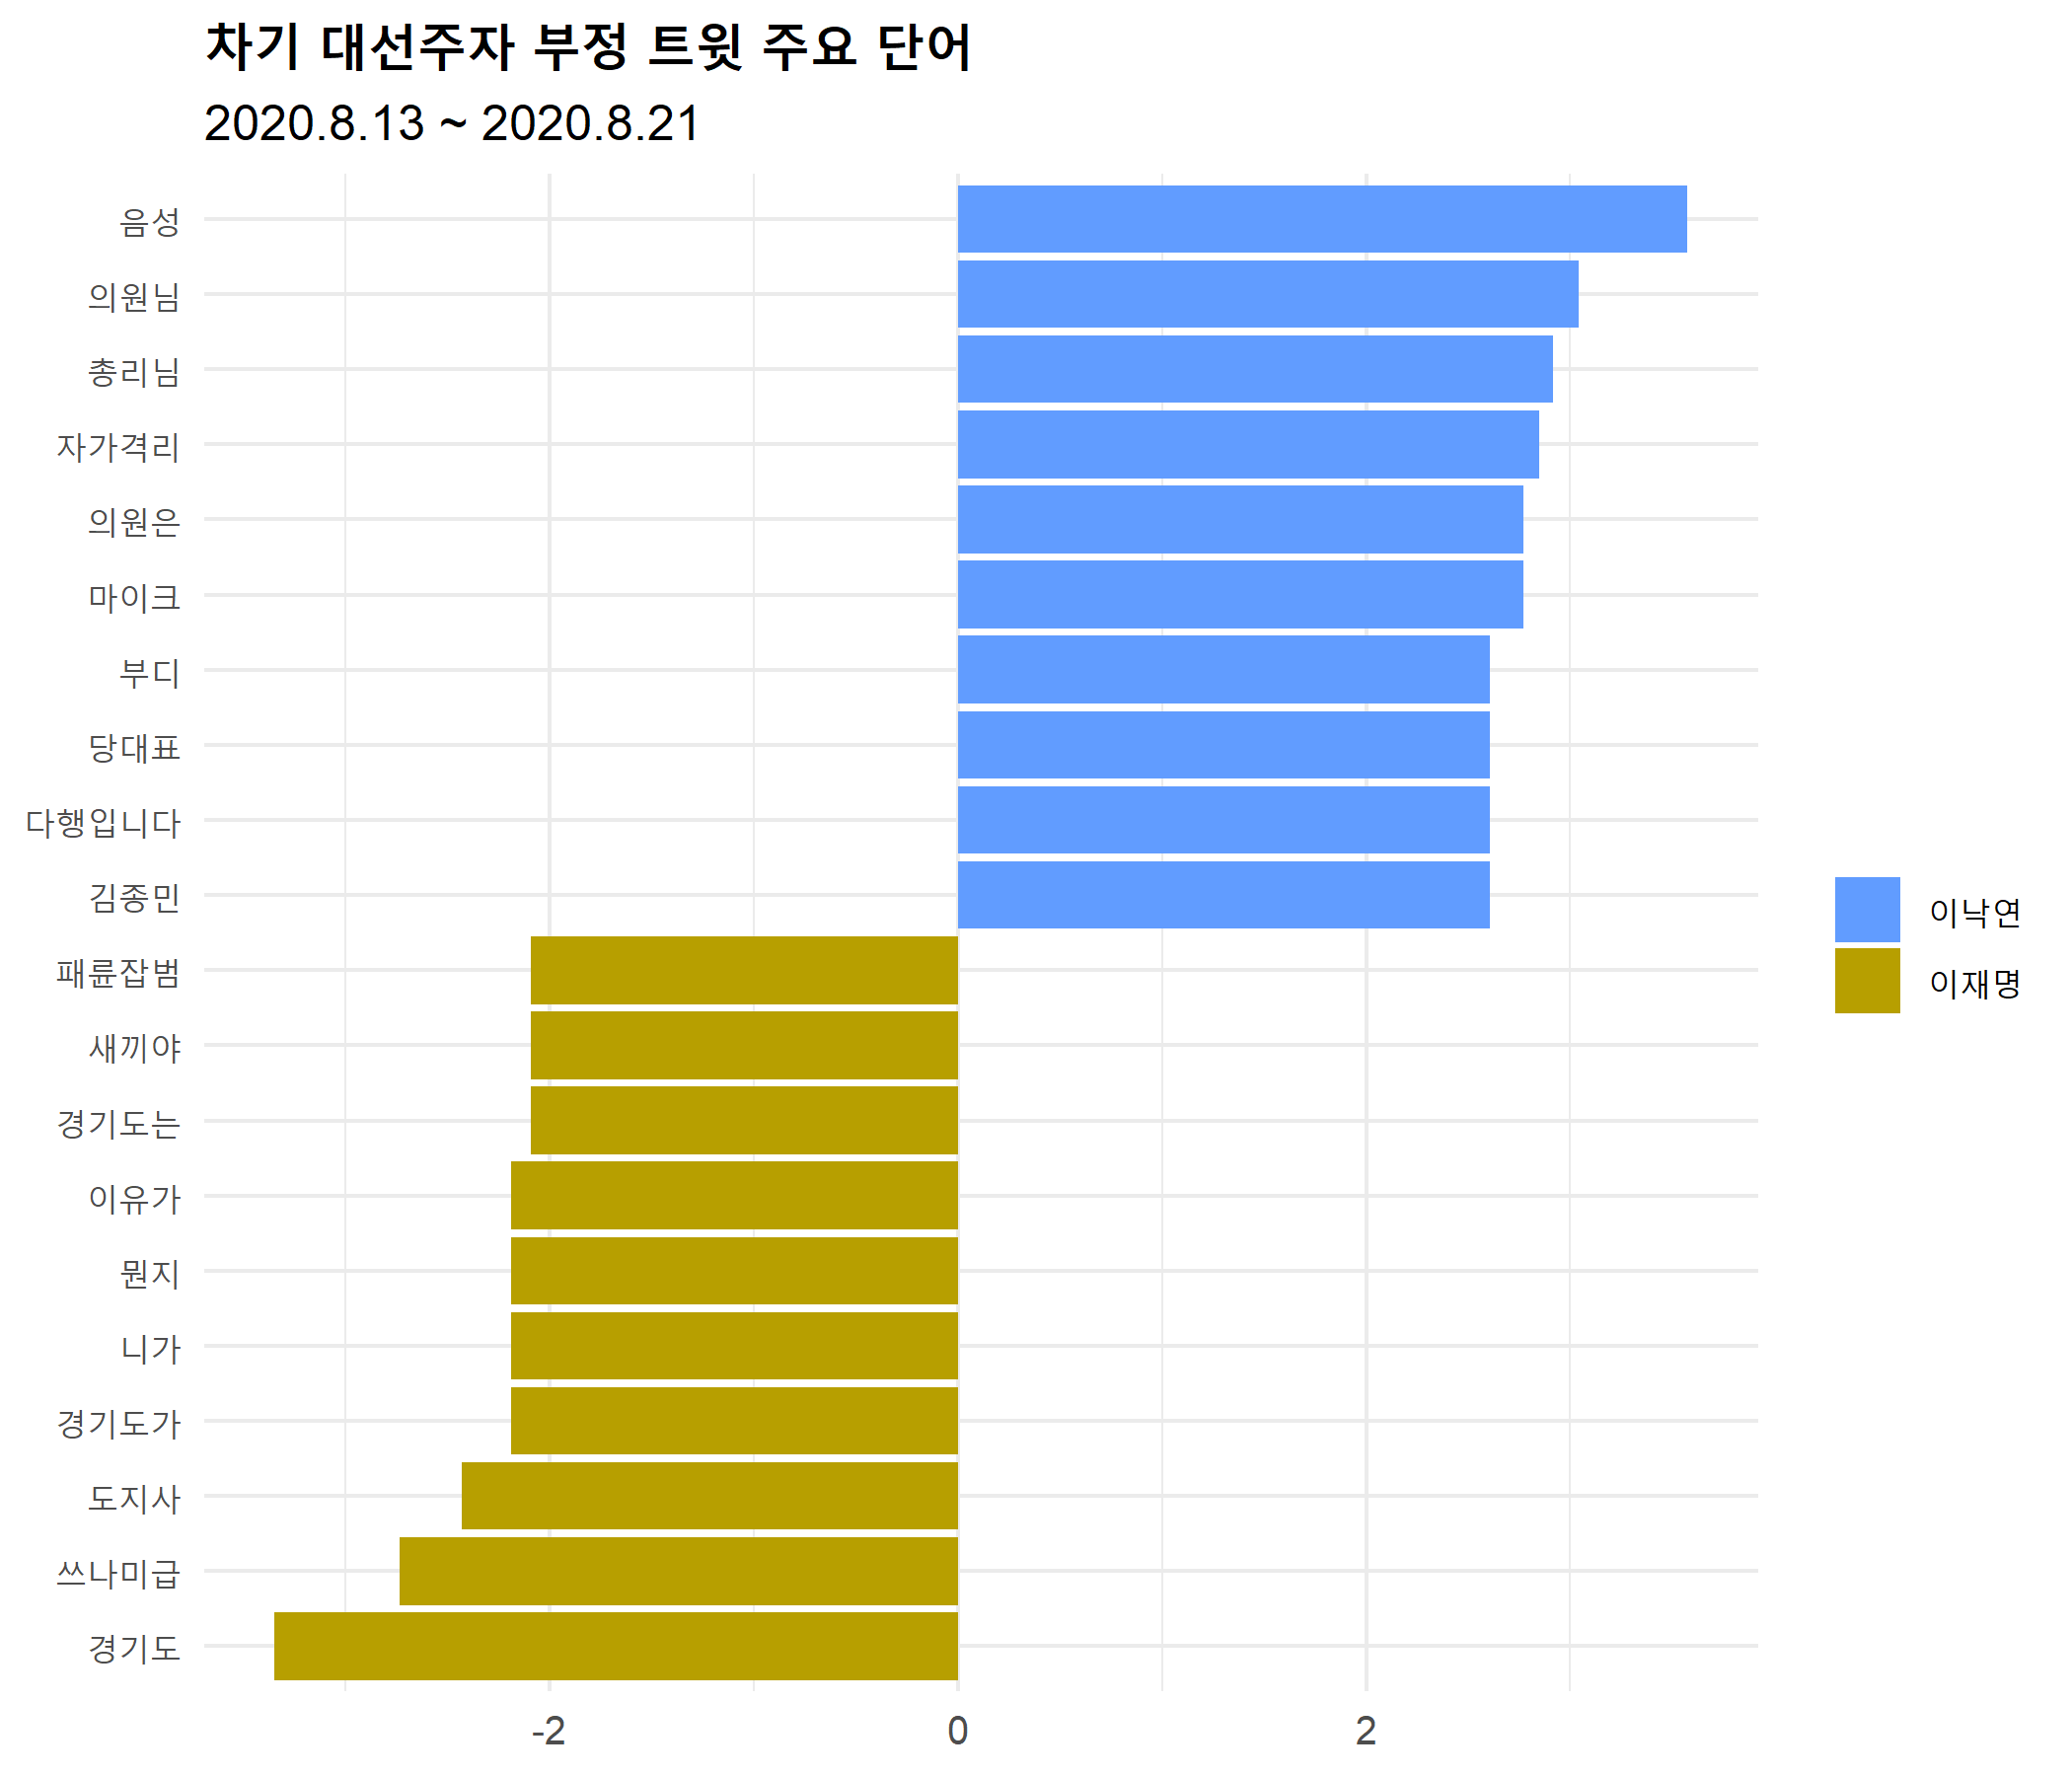 차기 대선주자 부정 트윗 주요 단어
2020.8.13 ~ 2020.8.21
음성
의원님
총리님
자가격리
의원은
마이크
부디
당대표
다행입니다
김종민
패륜잡범
새끼야
경기도는
이유가
뭔지
니가
경기도가
도지사
쓰나미급
경기도
-2 0 2
이낙연
이재명